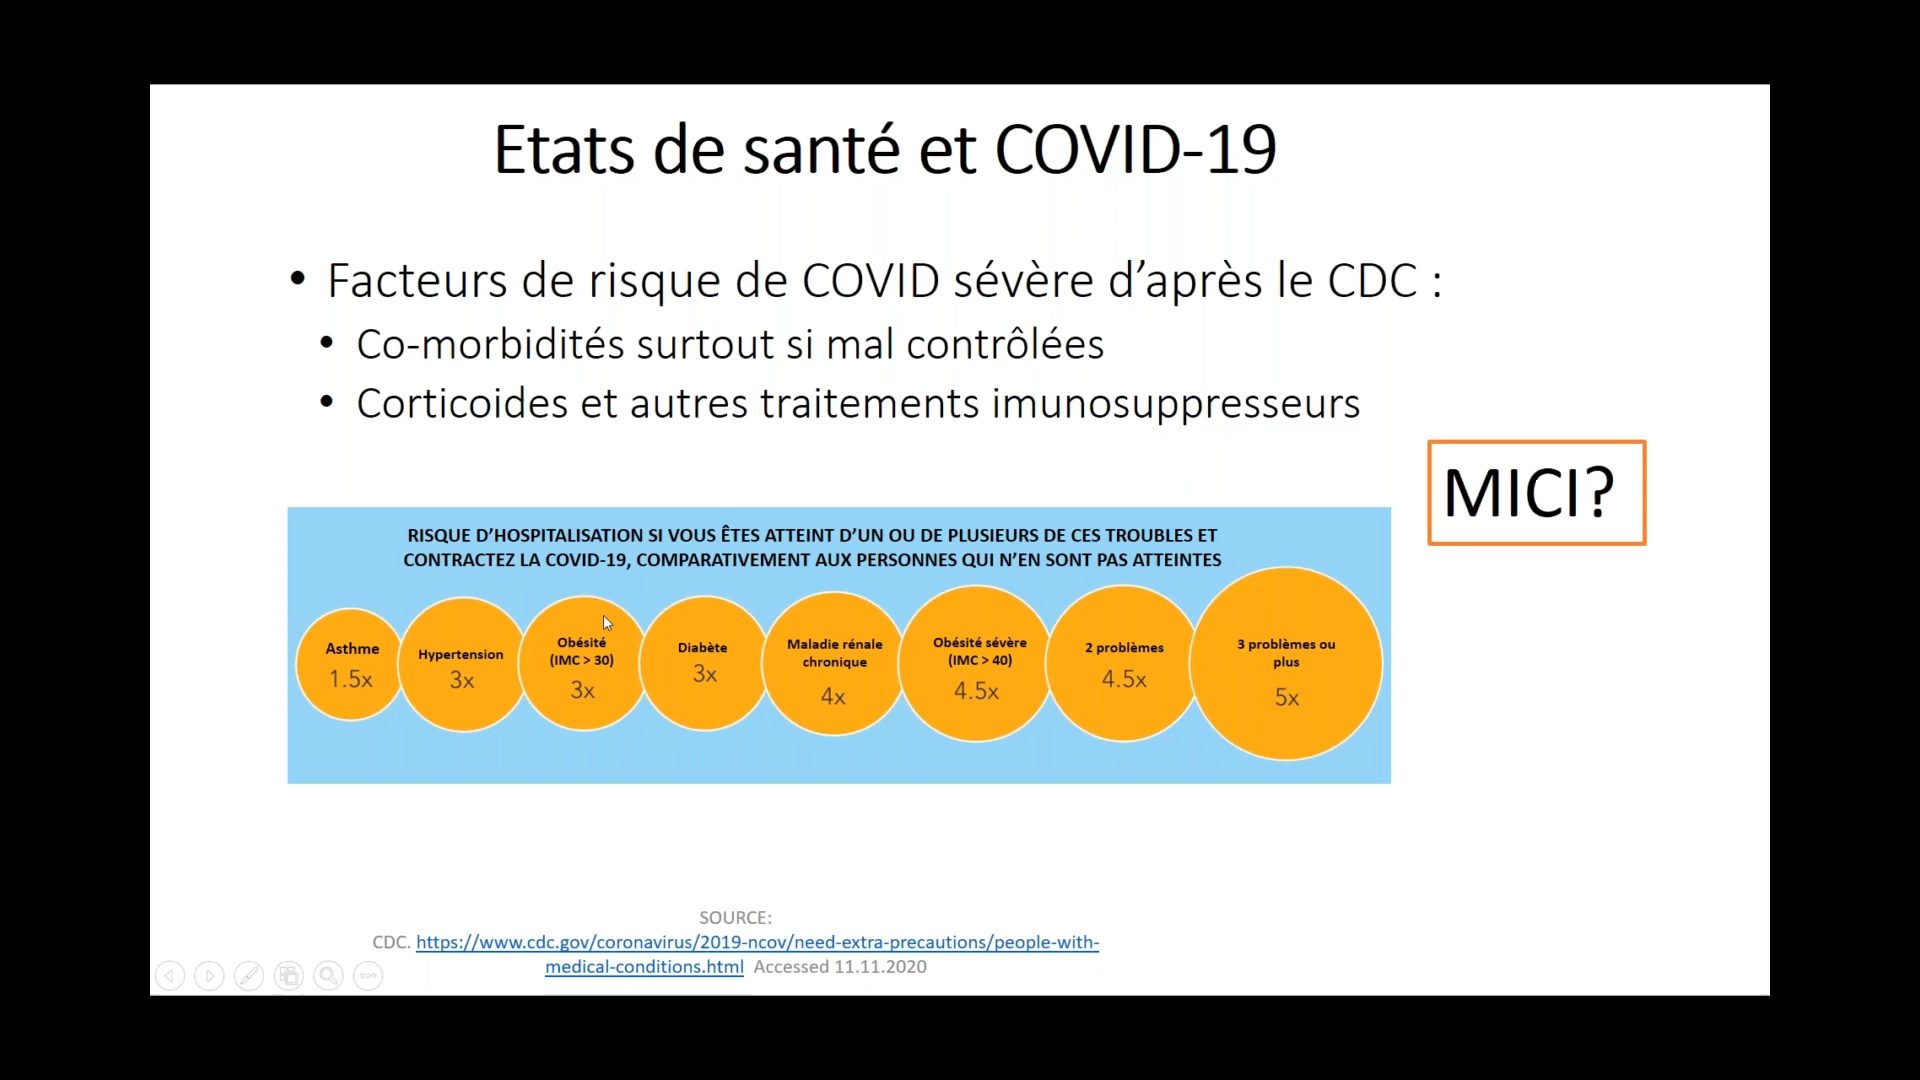 Etats de santé et COVID-19
• Facteurs de risque de COVID sévère d’après le CDC :
• Co-morbidités surtout si mal contrôlées
• Corticoides et autres traitements imunosuppresseurs
MICI?
RISQUE D’HOSPITALISATION SI VOUS ÊTES ATTEINT D’UN OU DE PLUSIEURS DE CES TROUBLES ET
CONTRACTEZ LA COVID-19, COMPARATIVEMENT AUX PERSONNES QUI N’EN SONT PAS ATTEINTES
Asthme
1.5x
Hypertension
3x
Obésité
(IMC > 30)
3x
Diabète
3x
Maladie rénale
chronique
4x
Obésité sévère
(IMC > 40)
4.5x
2 problèmes
4.5x
3 problèmes ou
plus
5x
SOURCE:
CDC. https://www.cdc.gov/coronavirus/2019-ncov/need-extra-precautions/people-with-
medical-conditions.html Accessed 11.11.2020